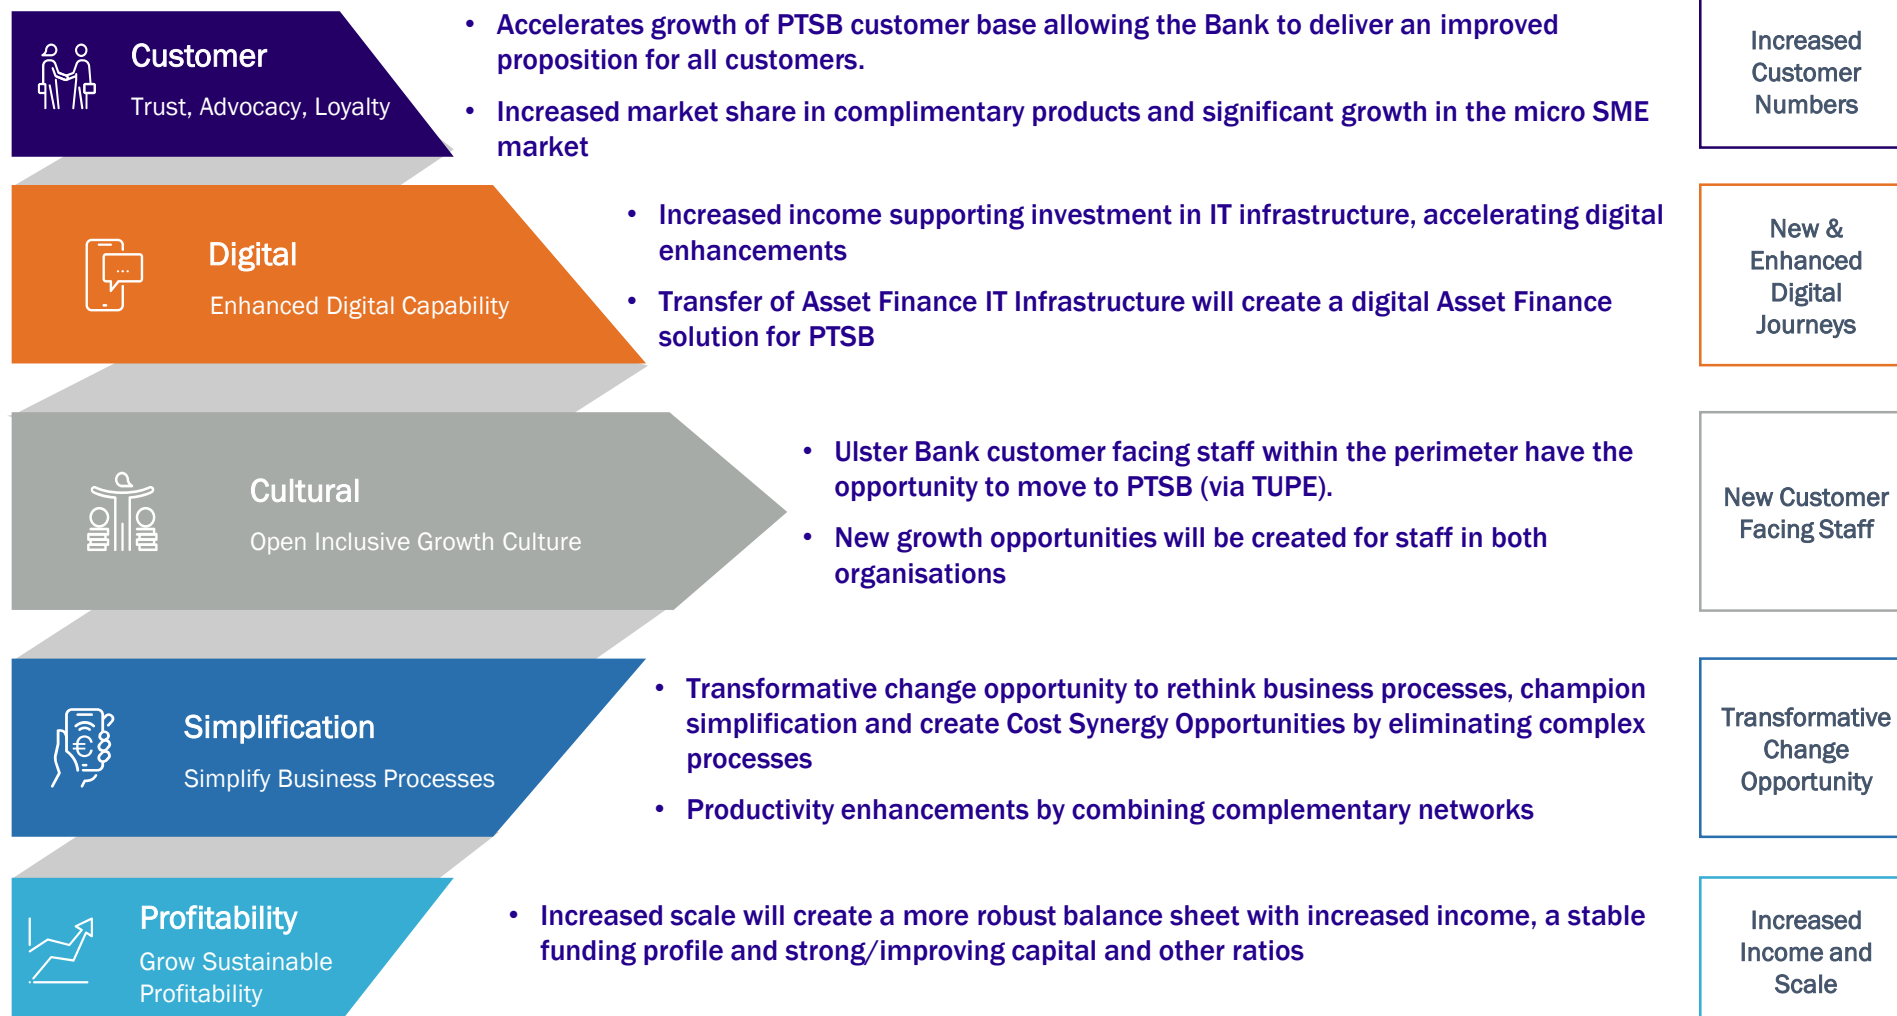 Customer
Trust, Advocacy, Loyalty
• Accelerates growth of PTSB customer base allowing the Bank to deliver an improved
proposition for all customers.
• Increased market share in complimentary products and significant growth in the micro SME
market
Increased
Customer
Numbers
Digital
Enhanced Digital Capability
• Increased income supporting investment in IT infrastructure, accelerating digital
enhancements
• Transfer of Asset Finance IT Infrastructure will create a digital Asset Finance
solution for PTSB
New &
Enhanced
Digital
Journeys
Cultural
Open Inclusive Growth Culture
• Ulster Bank customer facing staff within the perimeter have the
opportunity to move to PTSB (via TUPE).
• New growth opportunities will be created for staff in both
organisations
New Customer
Facing Staff
€
Simplification
Simplify Business Processes
• Transformative change opportunity to rethink business processes, champion
simplification and create Cost Synergy Opportunities by eliminating complex
processes
• Productivity enhancements by combining complementary networks
Transformative
Change
Opportunity
Profitability
Grow Sustainable
Profitability
• Increased scale will create a more robust balance sheet with increased income, a stable
funding profile and strong/improving capital and other ratios
Increased
Income and
Scale